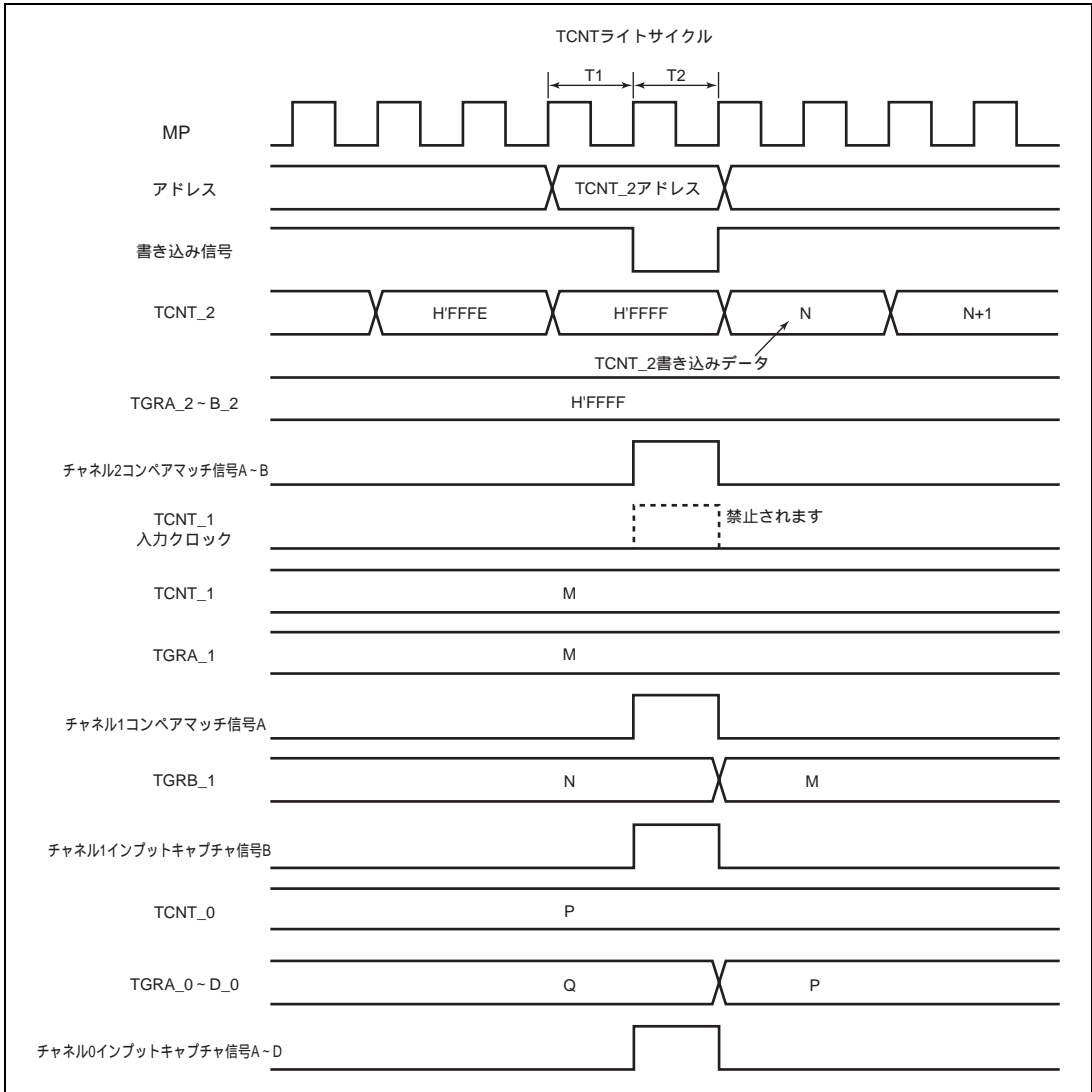 TCNTライトサイクル
T1 T2
MP
アドレス TCNT_2アドレス
書き込み信号
TCNT_2 H'FFFE H'FFFF N N+1
TCNT_2書き込みデータ
TGRA_2~B_2 H'FFFF
チャネル2コンペアマッチ信号A~B
TCNT_1
入力クロック
禁止されます
TCNT_1 M
TGRA_1 M
チャネル1コンペアマッチ信号A
TGRB_1 N M
チャネル1インプットキャプチャ信号B
TCNT_0 P
TGRA_0~D_0 Q P
チャネル0インプットキャプチャ信号A~D